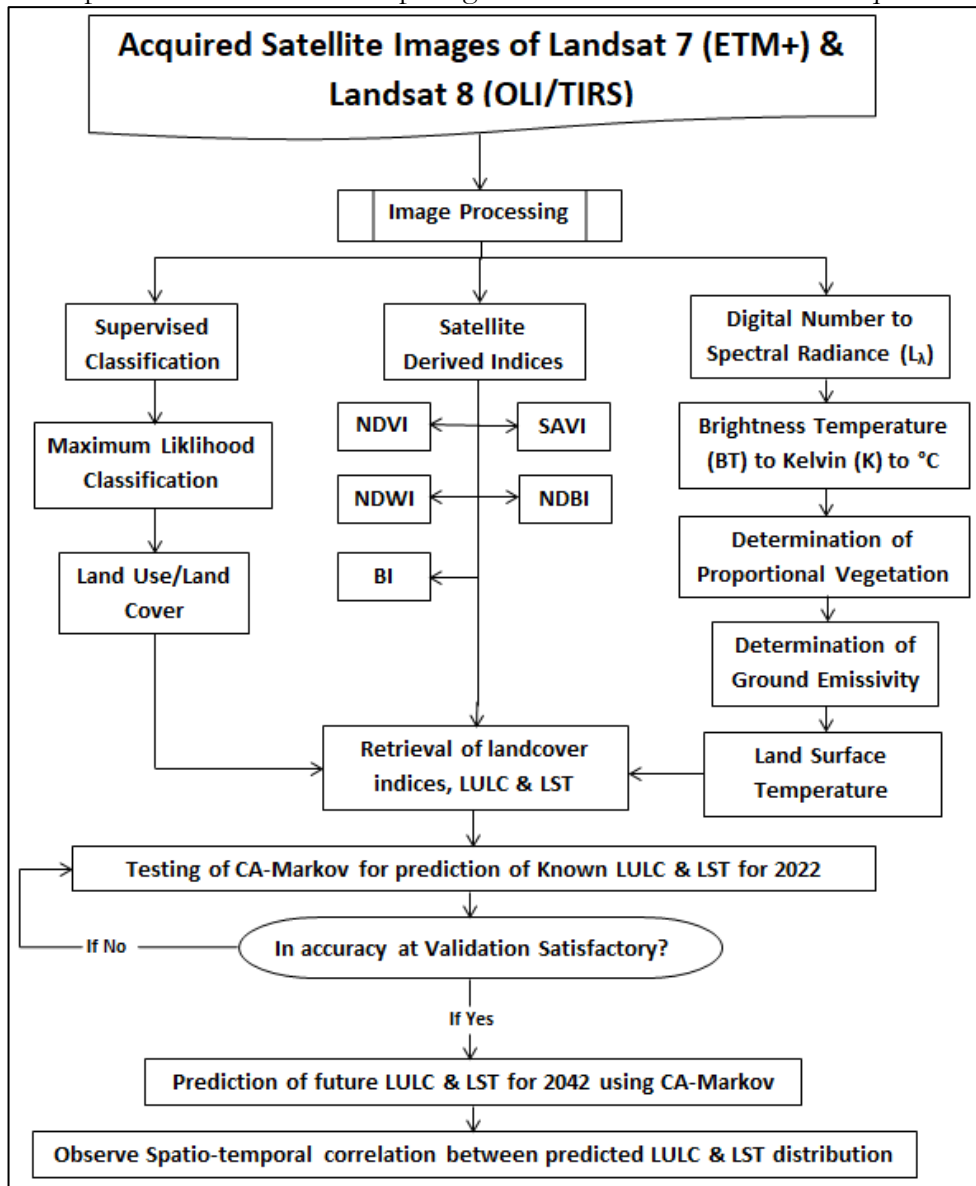 Acquired Satellite Images of Landsat 7 (ETM+) &
Landsat 8 (OLI/TIRS)
Image Processing
Supervised
Classification
Maximum Liklihood
Classification
Land Use/Land
Cover
Satellite
Derived Indices
NDVI
SAVI
NDWI
NDBI
BI
Digital Number to
Spectral Radiance (Lλ)
Brightness Temperature
(BT) to Kelvin (K) to °C
Determination of
Proportional Vegetation
Determination of
Ground Emissivity
Land Surface
Temperature
Retrieval of landcover
indices, LULC & LST
Testing of CA-Markov for prediction of Known LULC & LST for 2022
In accuracy at Validation Satisfactory?
If No
If Yes
Prediction of future LULC & LST for 2042 using CA-Markov
Observe Spatio-temporal correlation between predicted LULC & LST distribution